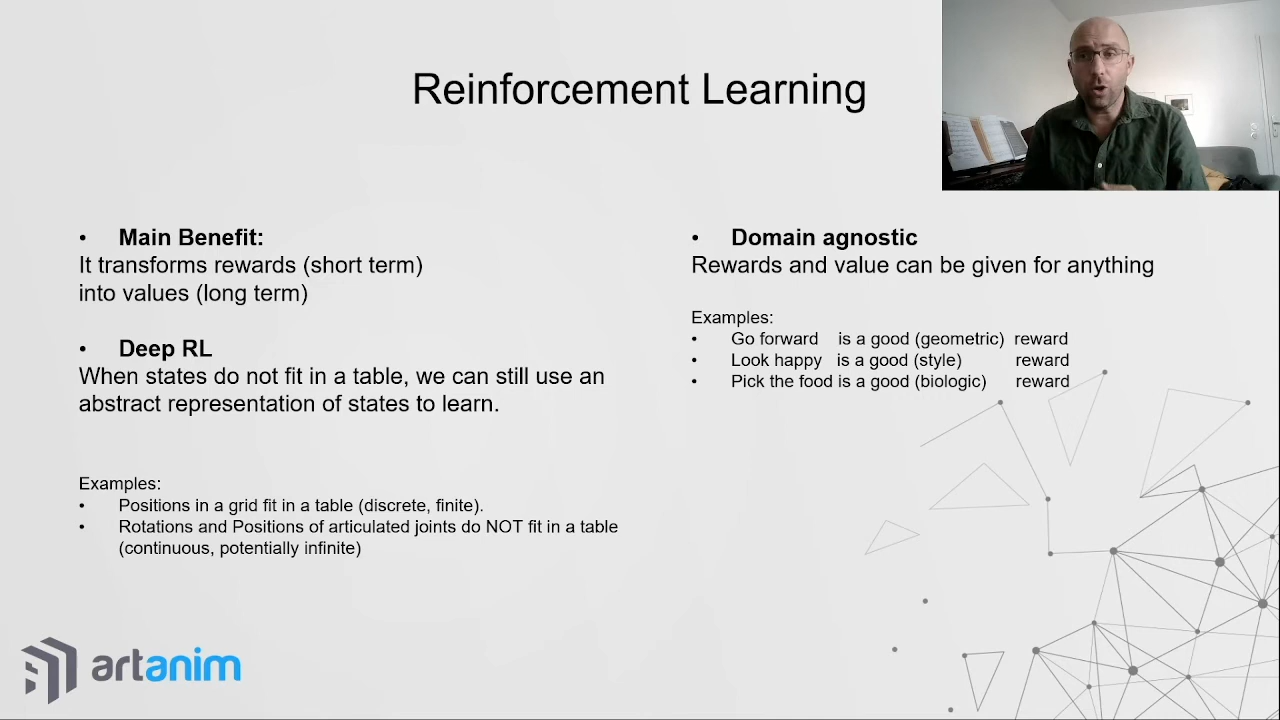 Reinforcement Learning
• Main Benefit:
It transforms rewards (short term)
into values (long term)
• Deep RL
When states do not fit in a table, we can still use an
abstract representation of states to learn.
Examples:
• Positions in a grid fit in a table (discrete, finite).
• Rotations and Positions of articulated joints do NOT fit in a table
(continuous, potentially infinite)
• Domain agnostic
Rewards and value can be given for anything
Examples:
• Go forward is a good (geometric) reward
• Look happy is a good (style) reward
• Pick the food is a good (biologic) reward
artanim